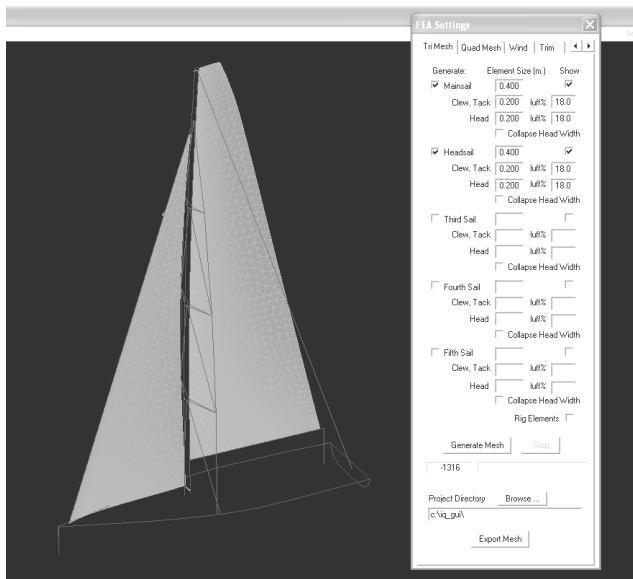 FEA Settings
Tri Mesh Quad Mesh Wind Trim
Generate: Element Size (m.) Show
Mainsail 0.400
Clew, Tack 0.200 luff% 18.0
Head 0.200 luff% 18.0
Collapse Head Width
Headsail 0.400
Clew, Tack 0.200 luff% 18.0
Head 0.200 luff% 18.0
Collapse Head Width
Third Sail
Clew, Tack luff%
Head luff%
Collapse Head Width
Fourth Sail
Clew, Tack luff%
Head luff%
Collapse Head Width
Fifth Sail
Clew, Tack luff%
Head luff%
Collapse Head Width
Rig Elements
Generate Mesh Stop
-1316
Project Directory Browse ...
c:\iq_gui\
Export Mesh